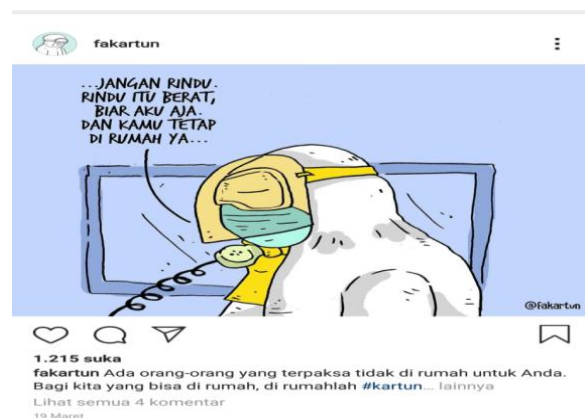 fakartun
...JANGAN RINDU.
RINDU ITU BERAT,
BIAR AKU AJA.
DAN KAMU TETAP
DI RUMAH YA...
@fakartun
1.215 suka
fakartun Ada orang-orang yang terpaksa tidak di rumah untuk Anda.
Bagi kita yang bisa di rumah, di rumahlah #kartun... lainnya
Lihat semua 4 komentar
19 Maret